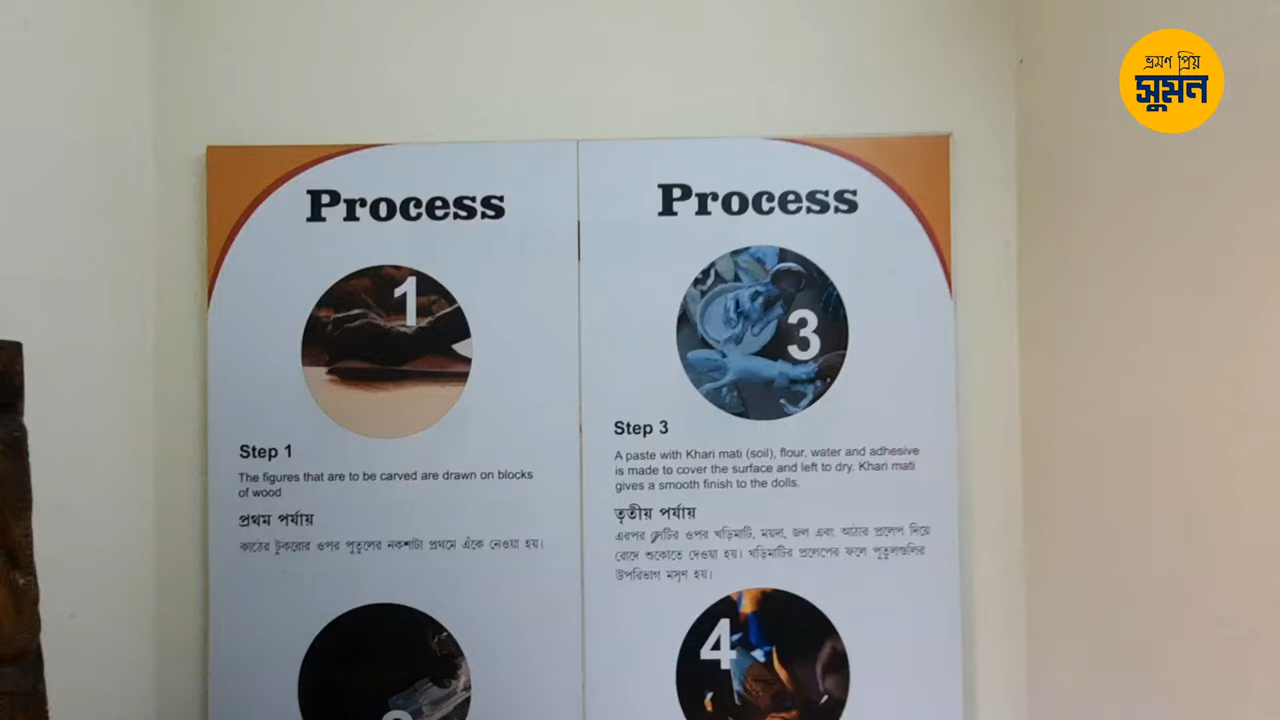 ভ্রমণ প্রিয়
সুমন
Process
1
Step 1
The figures that are to be carved are drawn on blocks
of wood
প্রথম পর্যায়
কাঠের টুকরোর ওপর পুতুলের নকশাটা প্রথমে এঁকে নেওয়া হয়।
Process
3
Step 3
A paste with Khari mati (soil), flour, water and adhesive
is made to cover the surface and left to dry. Khari mati
gives a smooth finish to the dolls.
তৃতীয় পর্যায়
এরপর সেটির ওপর খড়িমাটি, ময়দা, জল এবং আঠার প্রলেপ দিয়ে
রোদে শুকোতে দেওয়া হয়। খড়িমাটির প্রলেপের ফলে পুতুলগুলির
উপরিভাগ মসৃণ হয়।
4